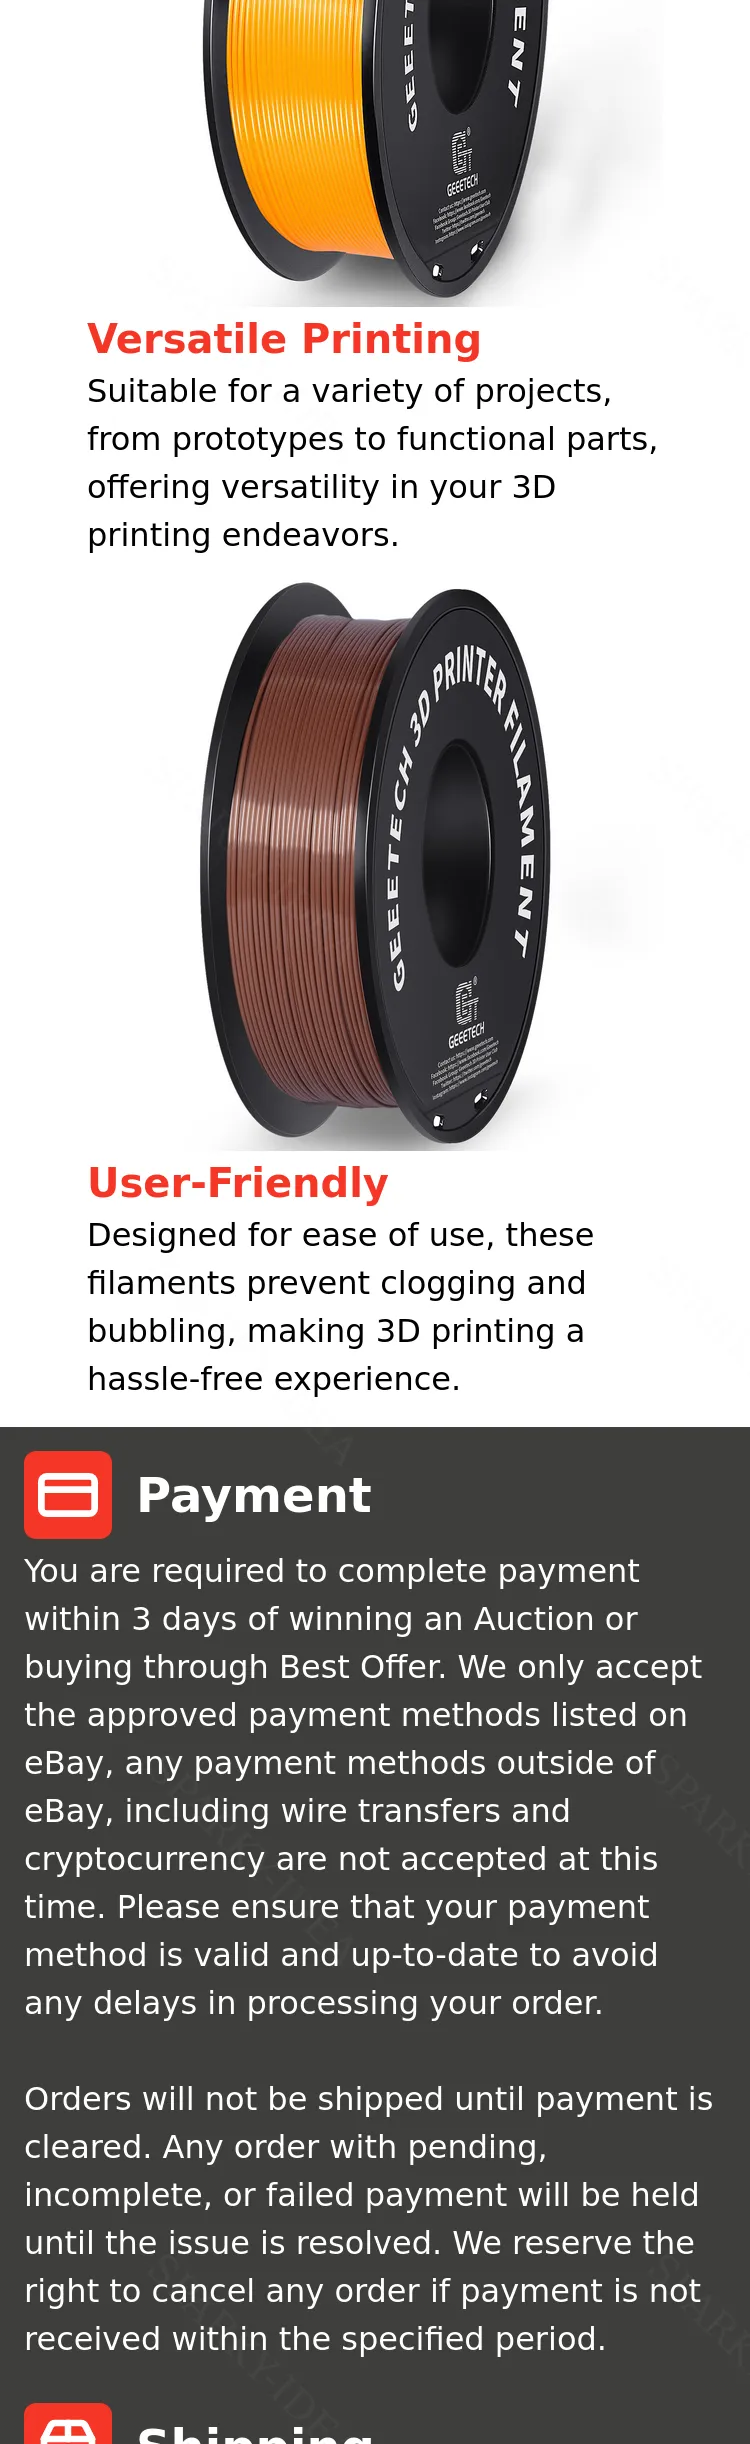 GEEET
ENT
GEEETECH
Versatile Printing
Suitable for a variety of projects,
from prototypes to functional parts,
offering versatility in your 3D
printing endeavors.
GEEETECH 3D PRINTER FILAMENT
GEEETECH
User-Friendly
Designed for ease of use, these
filaments prevent clogging and
bubbling, making 3D printing a
hassle-free experience.
Payment
You are required to complete payment
within 3 days of winning an Auction or
buying through Best Offer. We only accept
the approved payment methods listed on
eBay, any payment methods outside of
eBay, including wire transfers and
cryptocurrency are not accepted at this
time. Please ensure that your payment
method is valid and up-to-date to avoid
any delays in processing your order.
Orders will not be shipped until payment is
cleared. Any order with pending,
incomplete, or failed payment will be held
until the issue is resolved. We reserve the
right to cancel any order if payment is not
received within the specified period.
Shipping